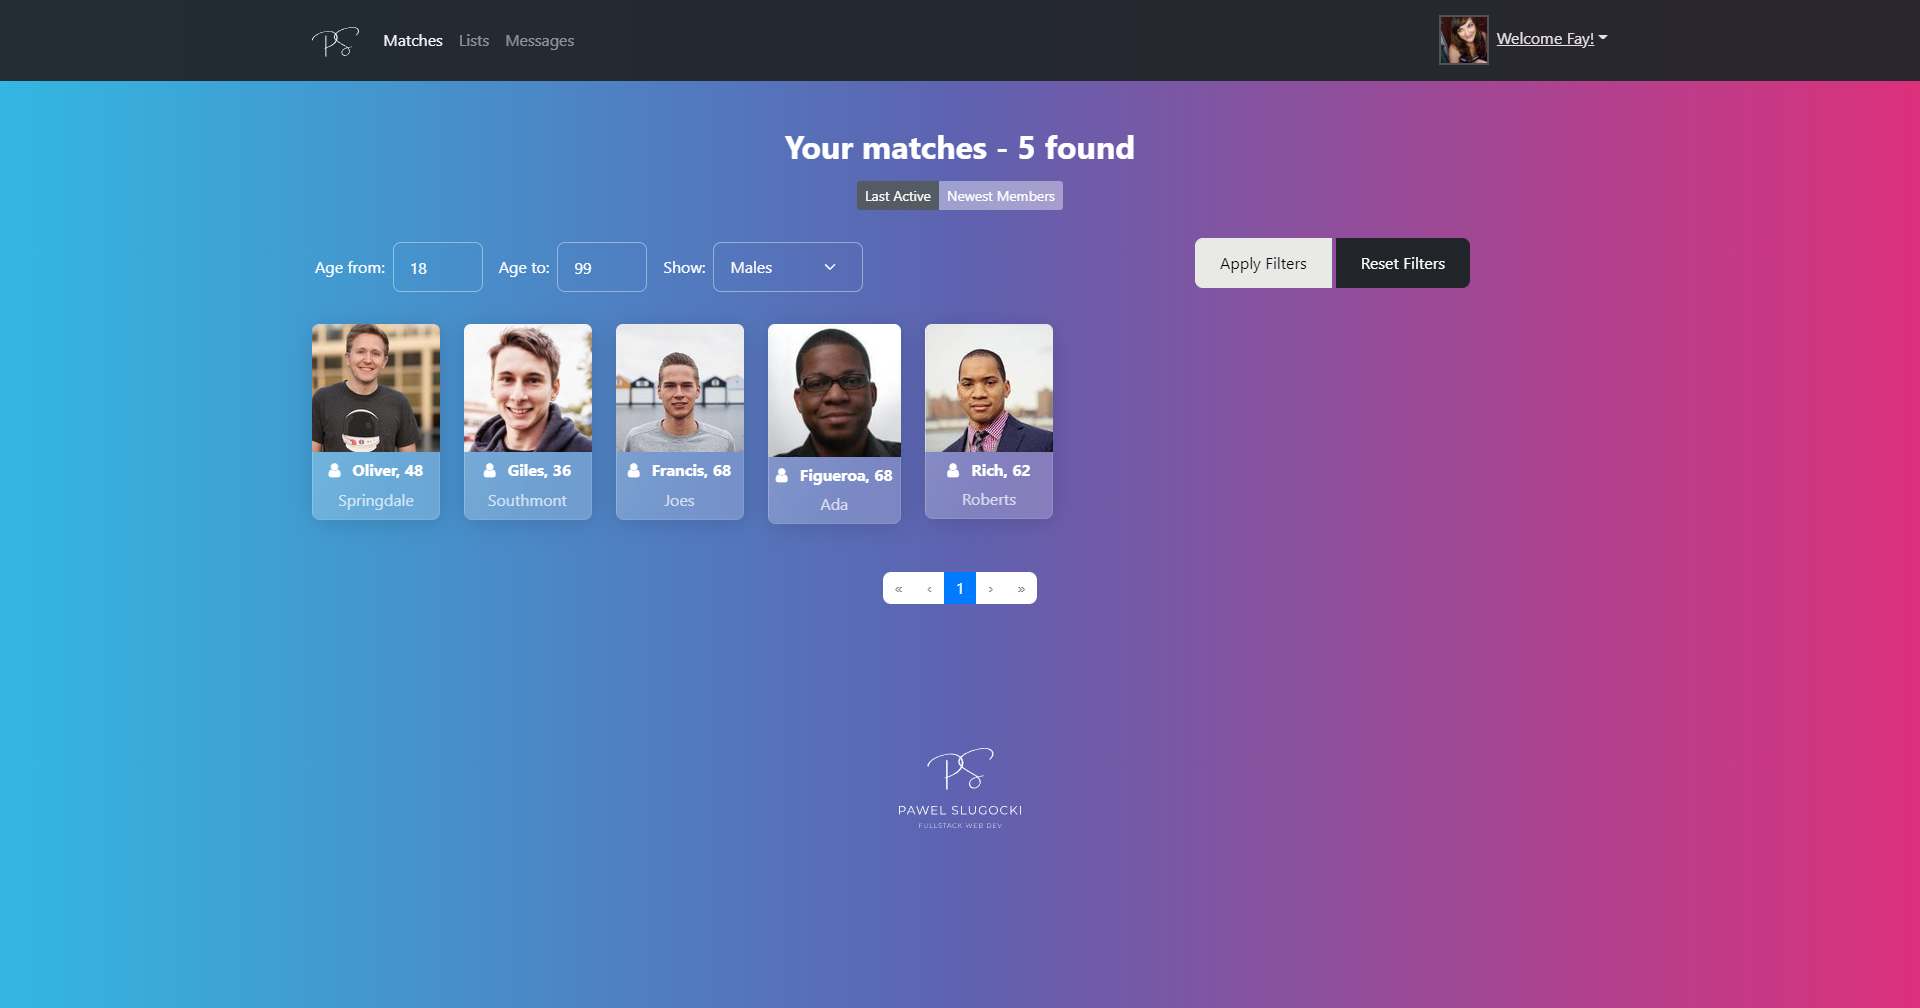 PS Matches Lists Messages Welcome Fay!
Your matches - 5 found
Last Active Newest Members
Age from: 18 Age to: 99 Show: Males Apply Filters Reset Filters
Oliver, 48
Springdale
Giles, 36
Southmont
Francis, 68
Joes
Figueroa, 68
Ada
Rich, 62
Roberts
« ‹ 1 › »
PS
PAWEL SLUGOCKI
FULLSTACK WEB DEV